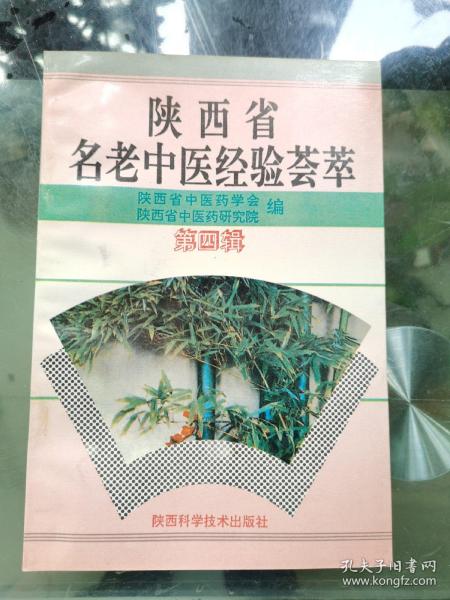 陕西省
名老中医经验荟萃
陕西省中医药学会
陕西省中医药研究院
编
第四辑
陕西科学技术出版社
孔夫子旧书网
www.kongfz.com